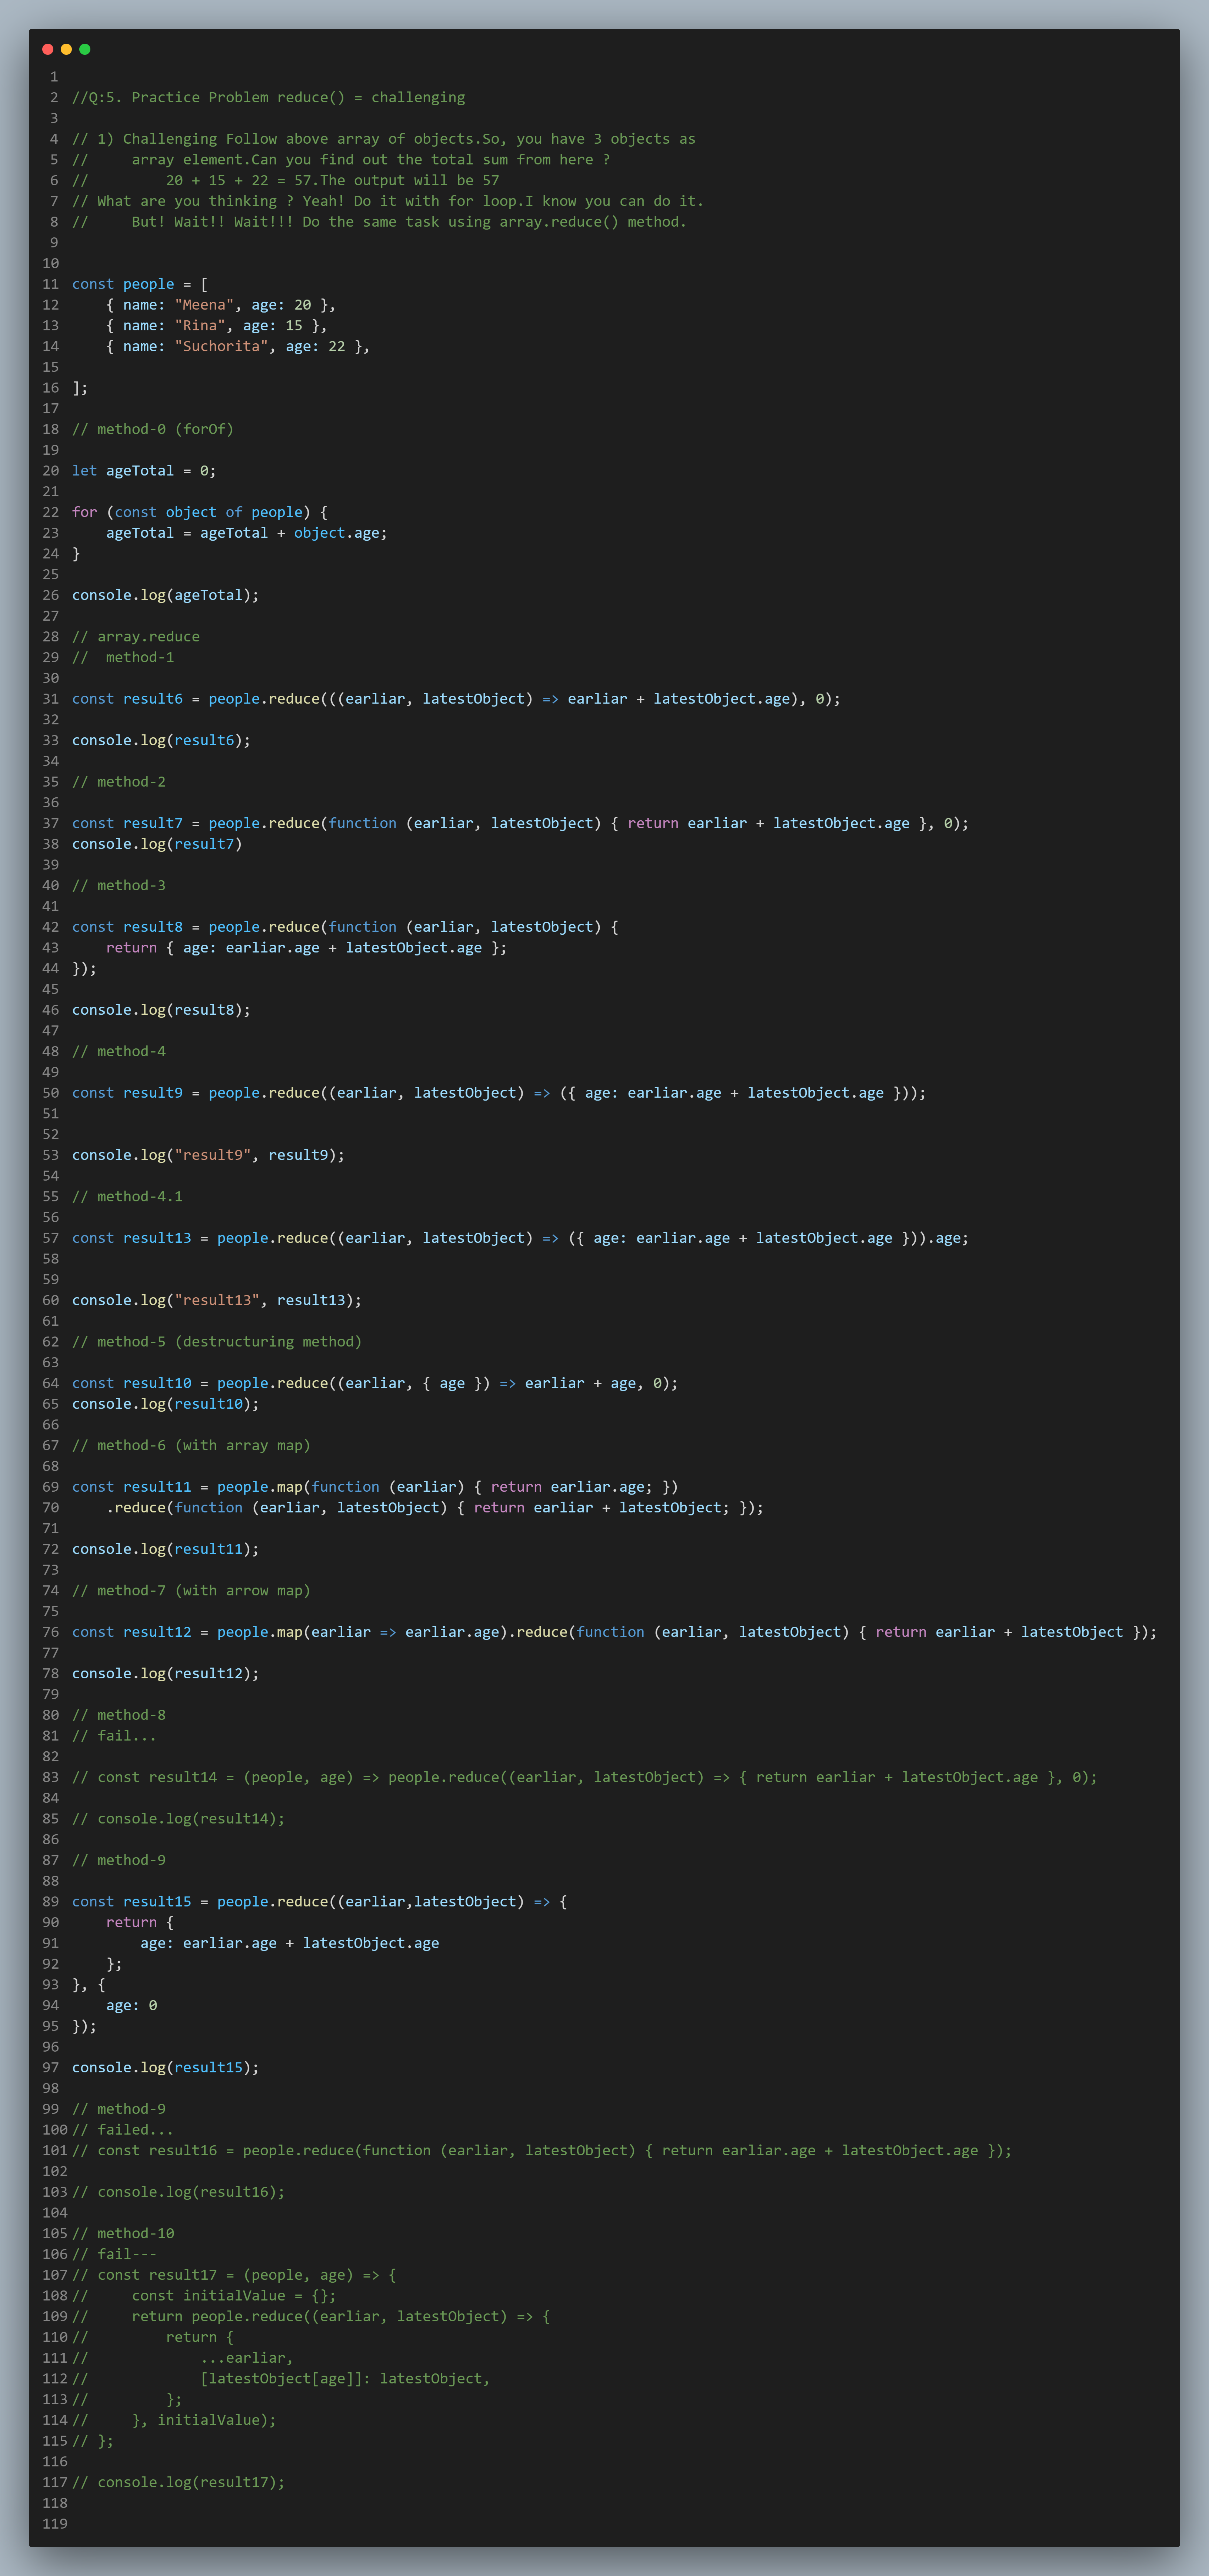 1
2 //Q:5. Practice Problem reduce() = challenging
3
4 // 1) Challenging Follow above array of objects.So, you have 3 objects as
5 //     array element.Can you find out the total sum from here ?
6 //         20 + 15 + 22 = 57.The output will be 57
7 // What are you thinking ? Yeah! Do it with for loop.I know you can do it.
8 //     But! Wait!! Wait!!! Do the same task using array.reduce() method.
9
10
11 const people = [
12     { name: "Meena", age: 20 },
13     { name: "Rina", age: 15 },
14     { name: "Suchorita", age: 22 },
15
16 ];
17
18 // method-0 (forOf)
19
20 let ageTotal = 0;
21
22 for (const object of people) {
23     ageTotal = ageTotal + object.age;
24 }
25
26 console.log(ageTotal);
27
28 // array.reduce
29 //  method-1
30
31 const result6 = people.reduce(((earliar, latestObject) => earliar + latestObject.age), 0);
32
33 console.log(result6);
34
35 // method-2
36
37 const result7 = people.reduce(function (earliar, latestObject) { return earliar + latestObject.age }, 0);
38 console.log(result7)
39
40 // method-3
41
42 const result8 = people.reduce(function (earliar, latestObject) {
43     return { age: earliar.age + latestObject.age };
44 });
45
46 console.log(result8);
47
48 // method-4
49
50 const result9 = people.reduce((earliar, latestObject) => ({ age: earliar.age + latestObject.age }));
51
52
53 console.log("result9", result9);
54
55 // method-4.1
56
57 const result13 = people.reduce((earliar, latestObject) => ({ age: earliar.age + latestObject.age })).age;
58
59
60 console.log("result13", result13);
61
62 // method-5 (destructuring method)
63
64 const result10 = people.reduce((earliar, { age }) => earliar + age, 0);
65 console.log(result10);
66
67 // method-6 (with array map)
68
69 const result11 = people.map(function (earliar) { return earliar.age; })
70     .reduce(function (earliar, latestObject) { return earliar + latestObject; });
71
72 console.log(result11);
73
74 // method-7 (with arrow map)
75
76 const result12 = people.map(earliar => earliar.age).reduce(function (earliar, latestObject) { return earliar + latestObject });
77
78 console.log(result12);
79
80 // method-8
81 // fail...
82
83 // const result14 = (people, age) => people.reduce((earliar, latestObject) => { return earliar + latestObject.age }, 0);
84
85 // console.log(result14);
86
87 // method-9
88
89 const result15 = people.reduce((earliar,latestObject) => {
90     return {
91         age: earliar.age + latestObject.age
92     };
93 }, {
94     age: 0
95 });
96
97 console.log(result15);
98
99 // method-9
100 // failed...
101 // const result16 = people.reduce(function (earliar, latestObject) { return earliar.age + latestObject.age });
102
103 // console.log(result16);
104
105 // method-10
106 // fail---
107 // const result17 = (people, age) => {
108 //     const initialValue = {};
109 //     return people.reduce((earliar, latestObject) => {
110 //         return {
111 //             ...earliar,
112 //             [latestObject[age]]: latestObject,
113 //         };
114 //     }, initialValue);
115 // };
116
117 // console.log(result17);
118
119